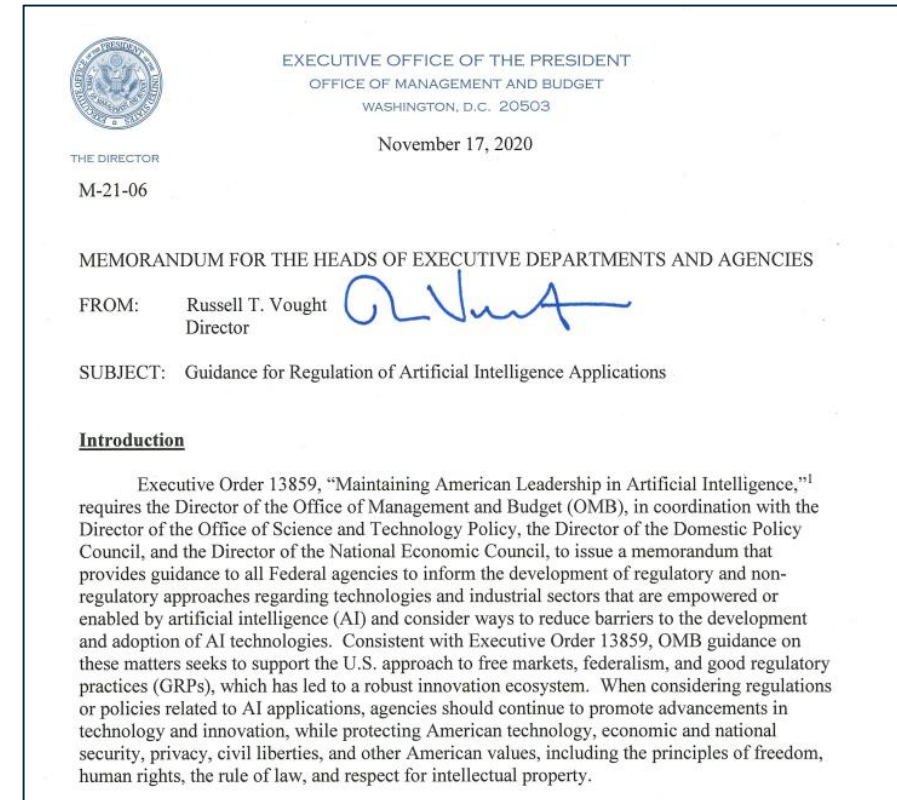 EXECUTIVE OFFICE OF THE PRESIDENT
OFFICE OF MANAGEMENT AND BUDGET
WASHINGTON, D.C. 20503
November 17, 2020
THE DIRECTOR
M-21-06
MEMORANDUM FOR THE HEADS OF EXECUTIVE DEPARTMENTS AND AGENCIES
FROM: Russell T. Vought
Director
SUBJECT: Guidance for Regulation of Artificial Intelligence Applications
Introduction
Executive Order 13859, “Maintaining American Leadership in Artificial Intelligence,”1
requires the Director of the Office of Management and Budget (OMB), in coordination with the
Director of the Office of Science and Technology Policy, the Director of the Domestic Policy
Council, and the Director of the National Economic Council, to issue a memorandum that
provides guidance to all Federal agencies to inform the development of regulatory and non-
regulatory approaches regarding technologies and industrial sectors that are empowered or
enabled by artificial intelligence (AI) and consider ways to reduce barriers to the development
and adoption of AI technologies. Consistent with Executive Order 13859, OMB guidance on
these matters seeks to support the U.S. approach to free markets, federalism, and good regulatory
practices (GRPs), which has led to a robust innovation ecosystem. When considering regulations
or policies related to AI applications, agencies should continue to promote advancements in
technology and innovation, while protecting American technology, economic and national
security, privacy, civil liberties, and other American values, including the principles of freedom,
human rights, the rule of law, and respect for intellectual property.